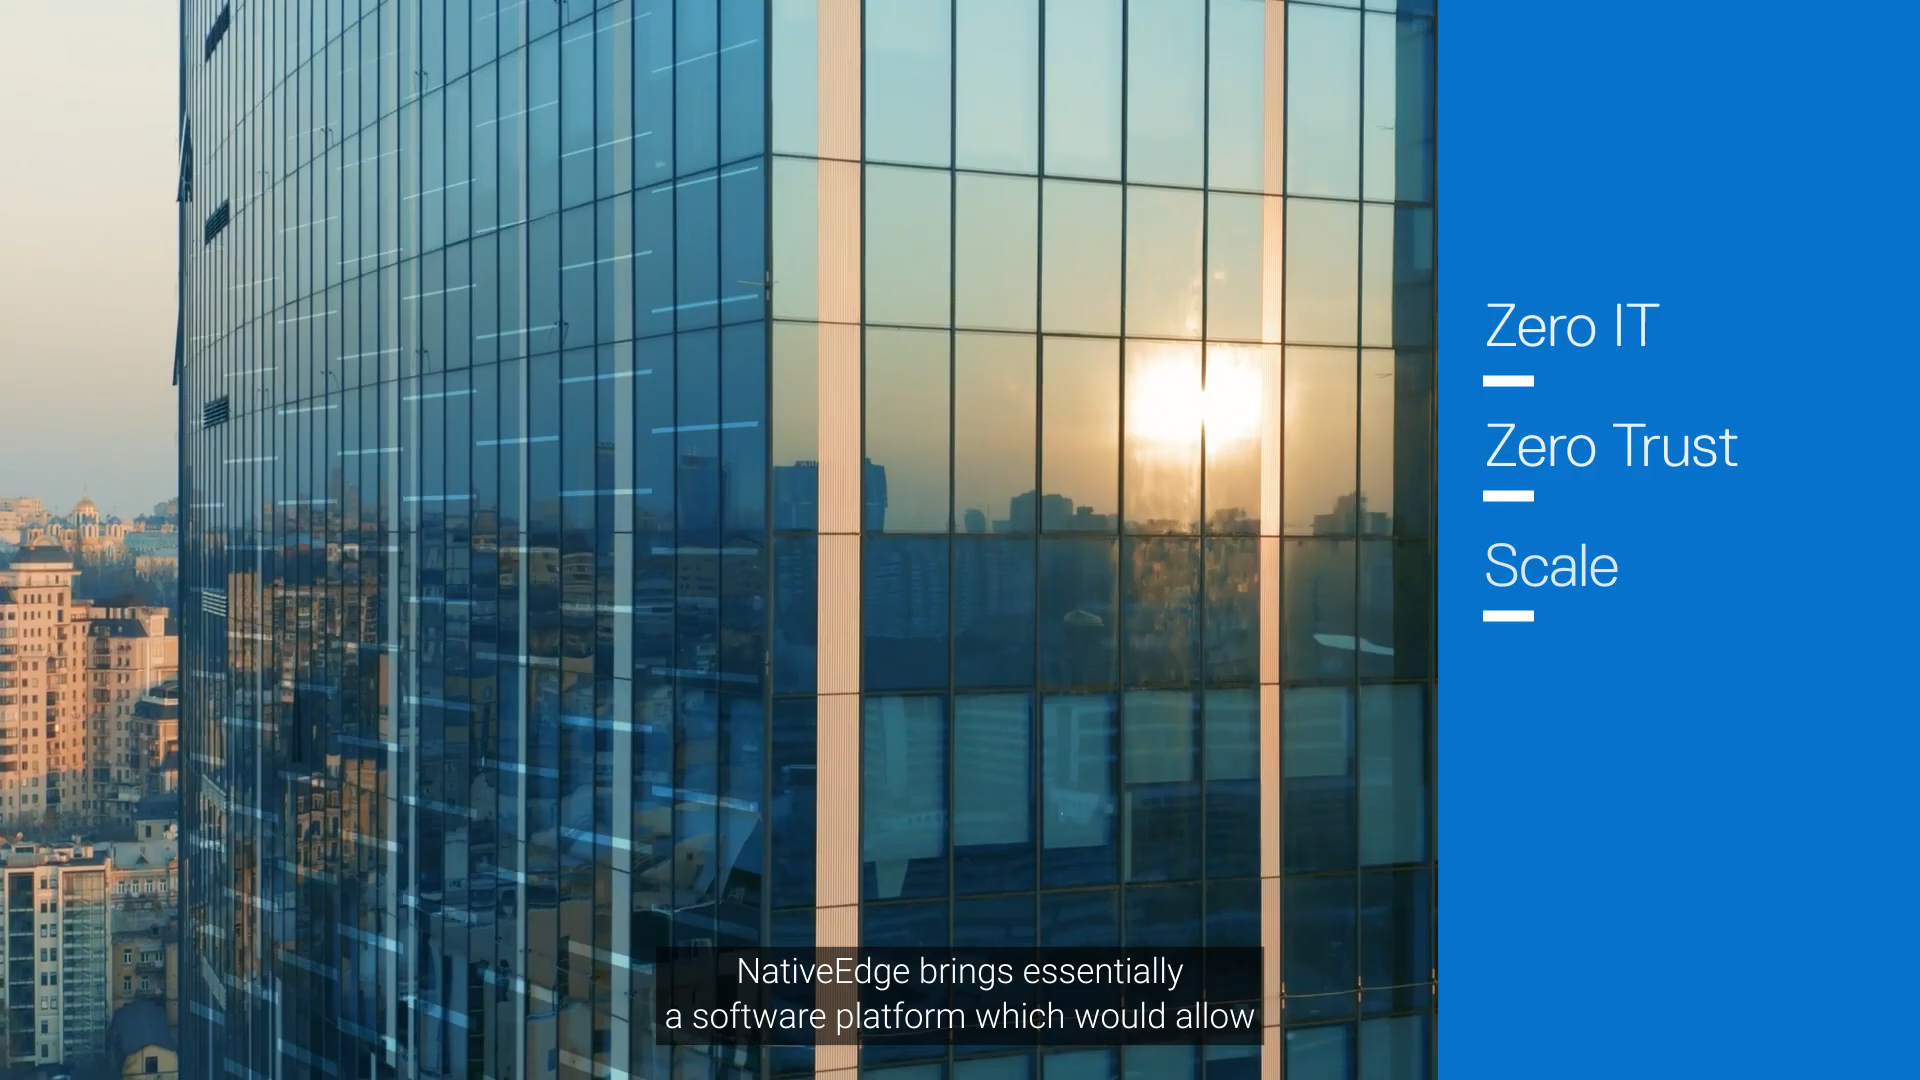 Zero IT
Zero Trust
Scale
NativeEdge brings essentially
a software platform which would allow